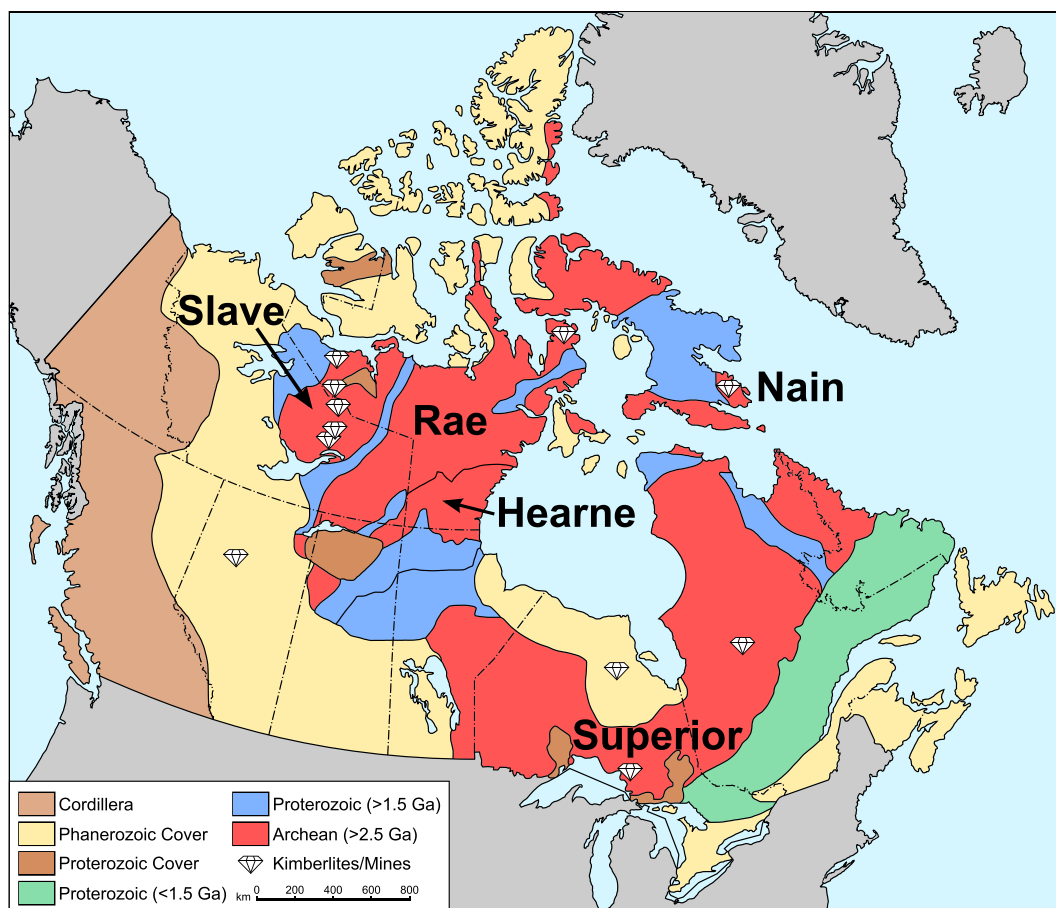 Slave
Nain
Rae
Hearne
Superior
Cordillera
Phanerozoic Cover
Proterozoic Cover
Proterozoic (<1.5 Ga)
Proterozoic (>1.5 Ga)
Archean (>2.5 Ga)
Kimberlites/Mines
km 0 200 400 600 800